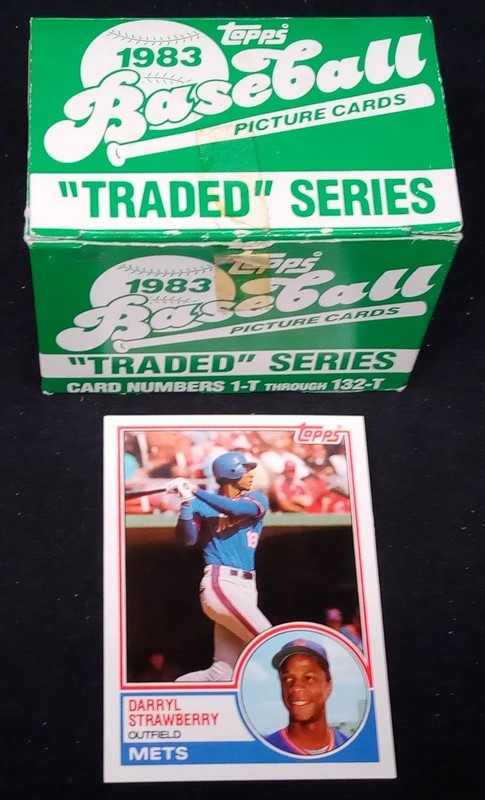 topps
1983
Baseball
PICTURE CARDS
"TRADED" SERIES
topps
1983
Baseball
PICTURE CARDS
"TRADED" SERIES
CARD NUMBERS 1-T THROUGH 132-T
topps
18
DARRYL
STRAWBERRY
OUTFIELD
METS